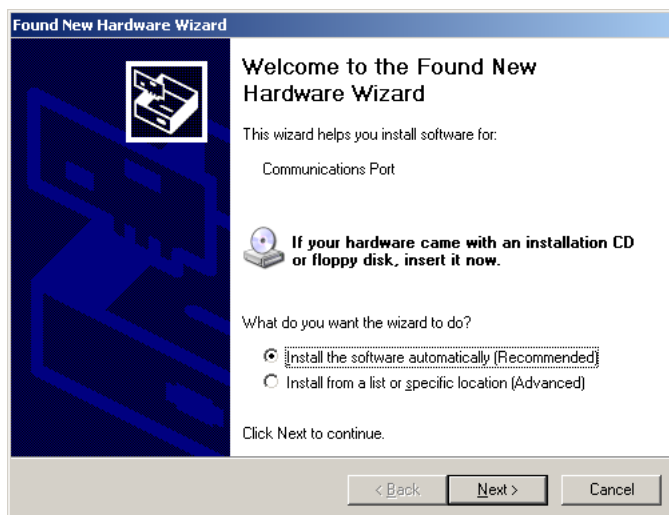 Found New Hardware Wizard
Welcome to the Found New
Hardware Wizard
This wizard helps you install software for:
Communications Port
If your hardware came with an installation CD
or floppy disk, insert it now.
What do you want the wizard to do?
Install the software automatically (Recommended)
Install from a list or specific location (Advanced)
Click Next to continue.
< Back
Next >
Cancel